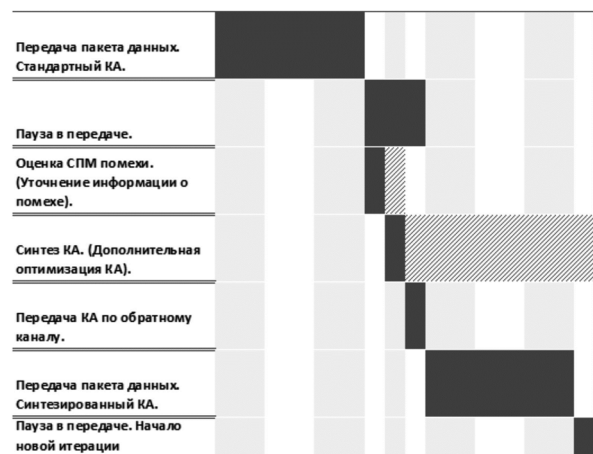 Передача пакета данных.
Стандартный КА.
Пауза в передаче.
Оценка СПМ помехи.
(Уточнение информации о
помехе).
Синтез КА. (Дополнительная
оптимизация КА).
Передача КА по обратному
каналу.
Передача пакета данных.
Синтезированный КА.
Пауза в передаче. Начало
новой итерации